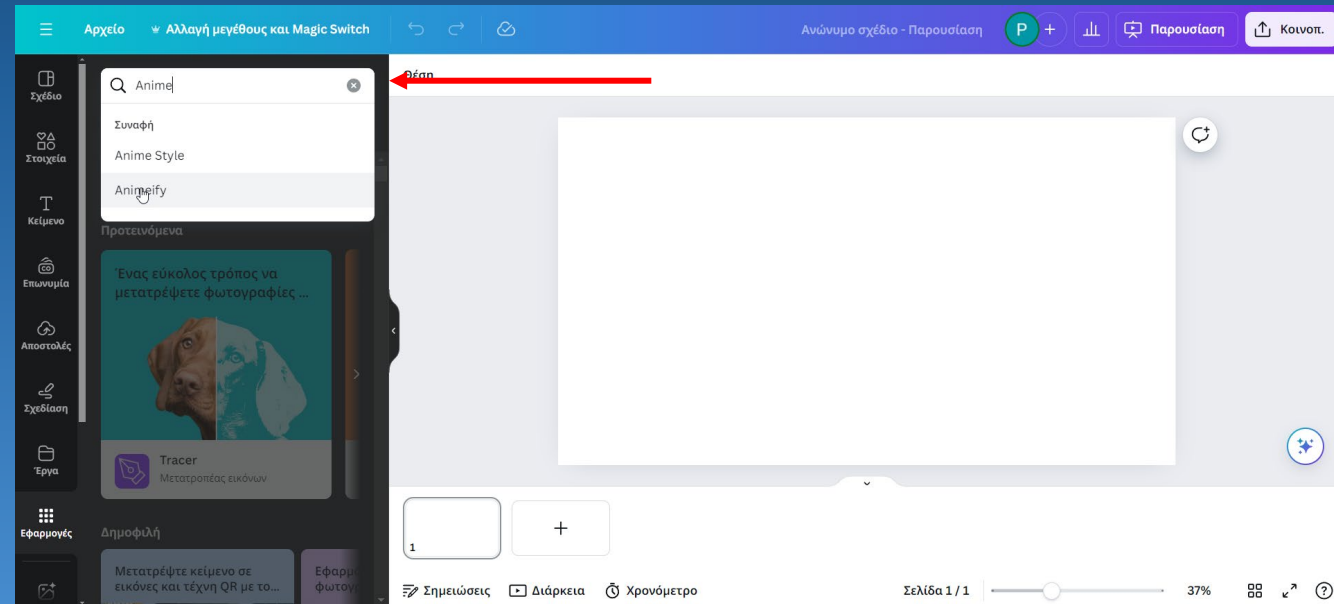 Αρχείο
Αλλαγή μεγέθους και Magic Switch
Ανώνυμο σχέδιο - Παρουσίαση
P
+
Παρουσίαση
Κοινοπ.
Σχέδιο
Στοιχεία
Κείμενο
Επωνυμία
Αποστολές
Σχεδίαση
Έργα
Εφαρμογές
Anime
Συναφή
Anime Style
Animeify
Προτεινόμενα
Ένας εύκολος τρόπος να
μετατρέψετε φωτογραφίες ...
Tracer
Μετατροπέας εικόνων
Δημοφιλή
Μετατρέψτε κείμενο σε
εικόνες και τέχνη QR με το...
Θέση
1
+
Σημειώσεις
Διάρκεια
Χρονόμετρο
Σελίδα 1 / 1
37%